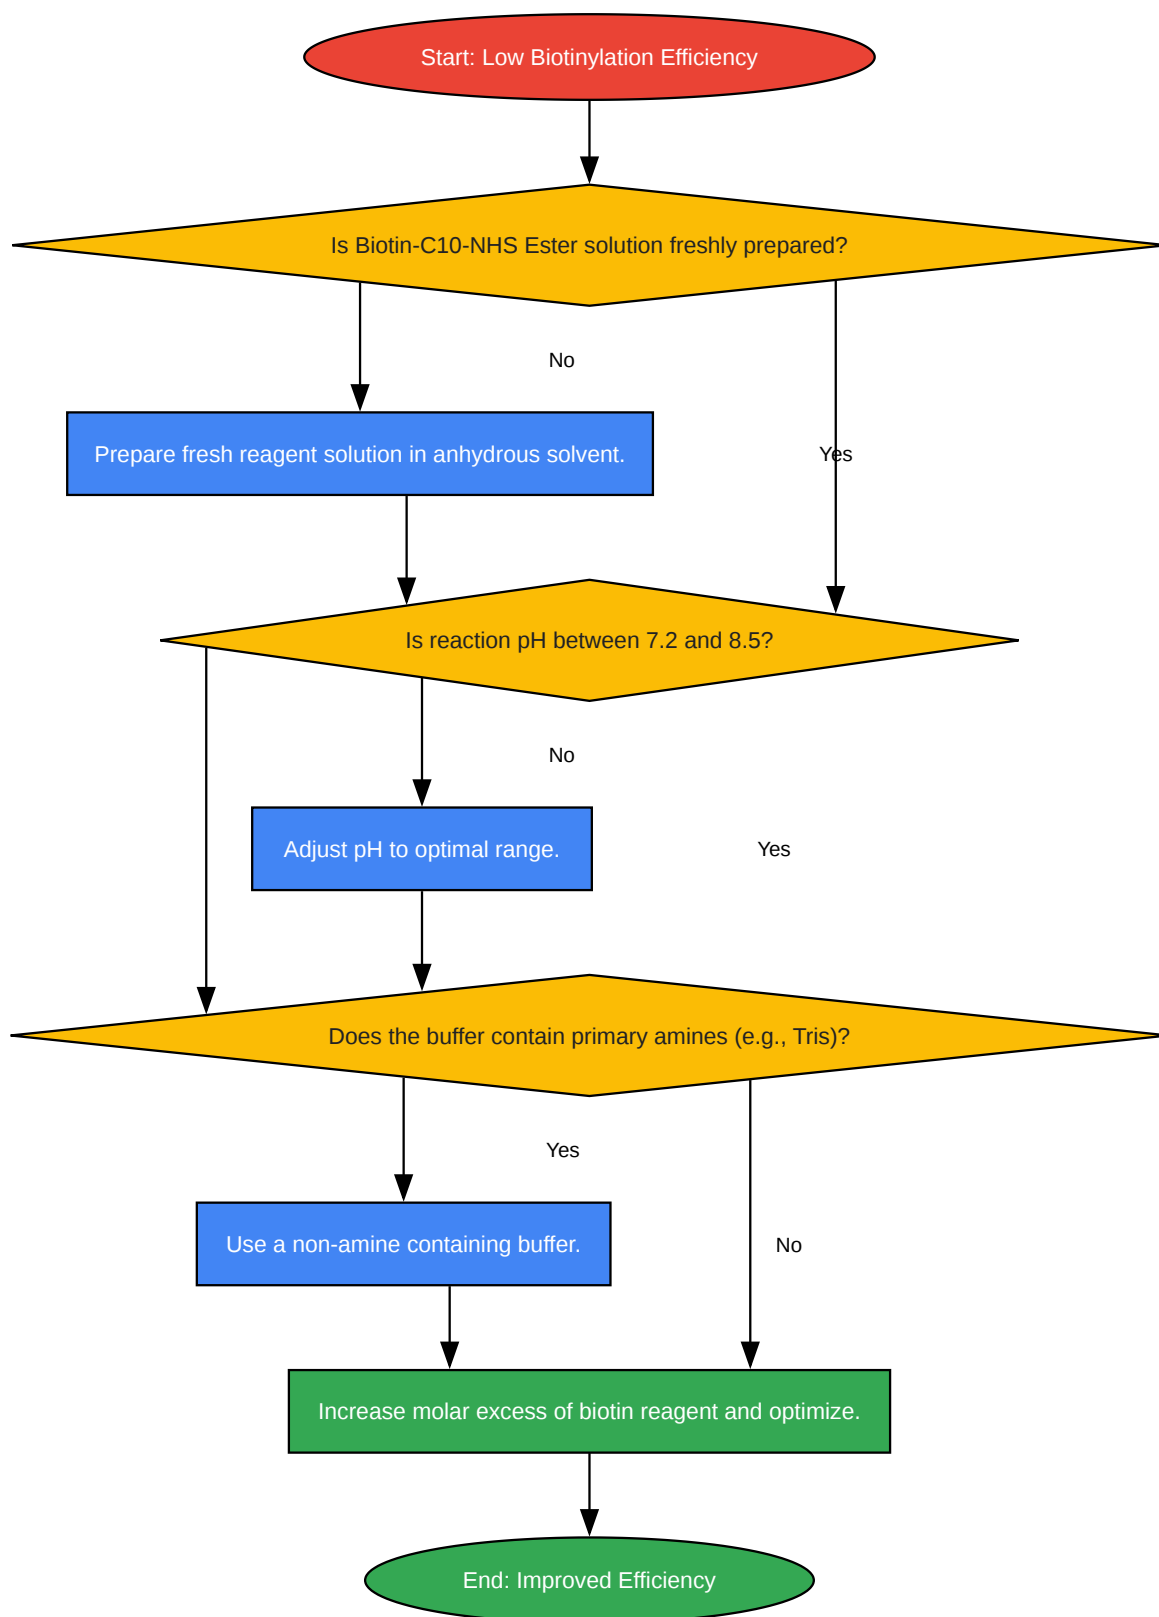 Start: Low Biotinylation Efficiency
Is Biotin-C10-NHS Ester solution freshly prepared?
No
Prepare fresh reagent solution in anhydrous solvent.
Yes
Is reaction pH between 7.2 and 8.5?
No
Adjust pH to optimal range.
Yes
Does the buffer contain primary amines (e.g., Tris)?
Yes
Use a non-amine containing buffer.
No
Increase molar excess of biotin reagent and optimize.
End: Improved Efficiency